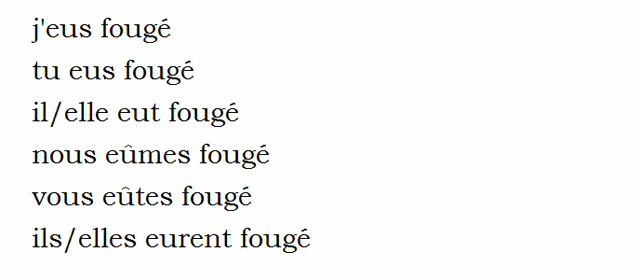 j'eus fougé
tu eus fougé
il/elle eut fougé
nous eûmes fougé
vous eûtes fougé
ils/elles eurent fougé